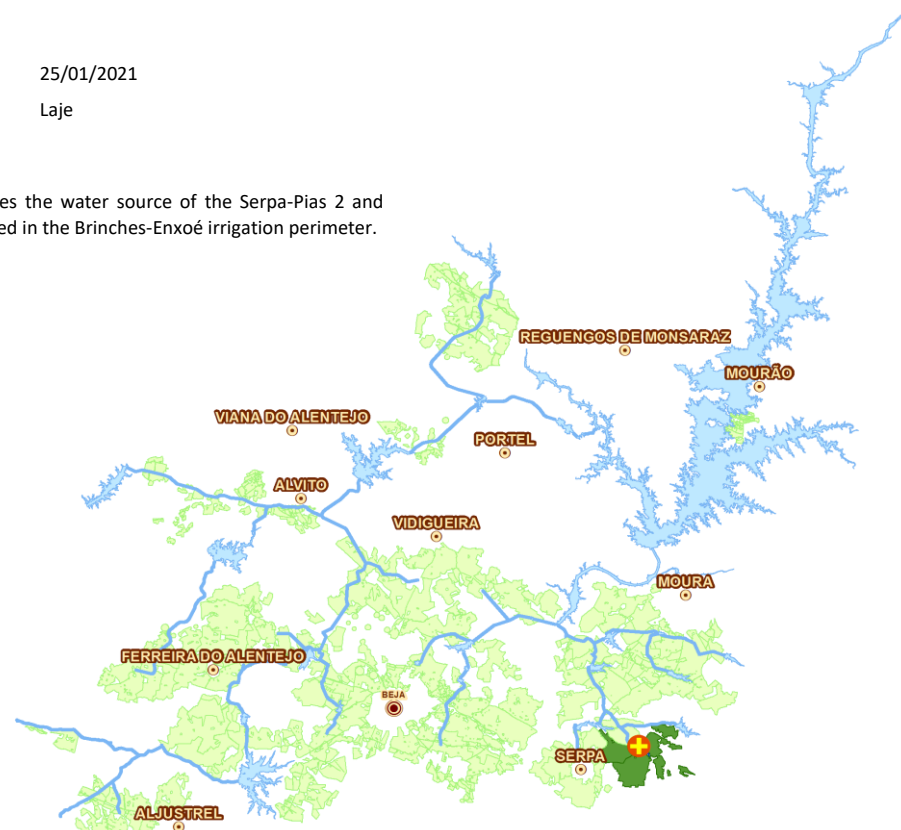 25/01/2021
Laje
es the water source of the Serpa-Pias 2 and
ed in the Brinches-Enxoé irrigation perimeter.
REGUENGOS DE MONSARAZ
MOURÃO
VIANA DO ALENTEJO
PORTEL
ALVITO
VIDIGUEIRA
MOURA
FERREIRA DO ALENTEJO
BEJA
SERPA
ALJUSTREL